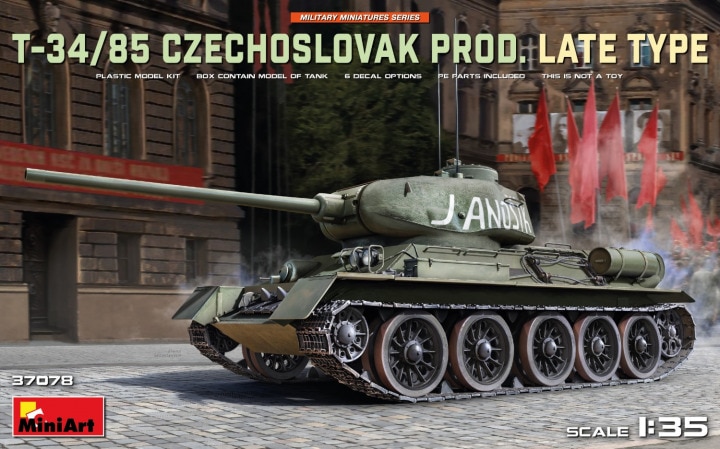 MILITARY MINIATURES SERIES
T-34/85 CZECHOSLOVAK PROD. LATE TYPE
PLASTIC MODEL KIT BOX CONTAIN MODEL OF TANK 6 DECAL OPTIONS PE PARTS INCLUDED THIS IS NOT A TOY
JANOSIK
37078
MiniArt
SCALE 1:35